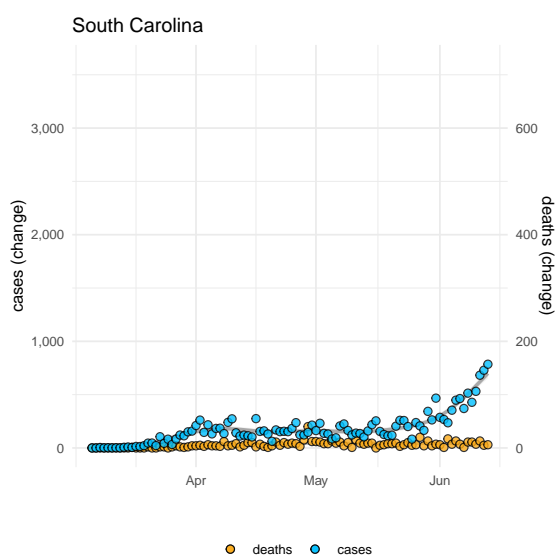 South Carolina
3,000
2,000
1,000
0
cases (change)
600
400
200
0
deaths (change)
Apr May Jun
deaths cases